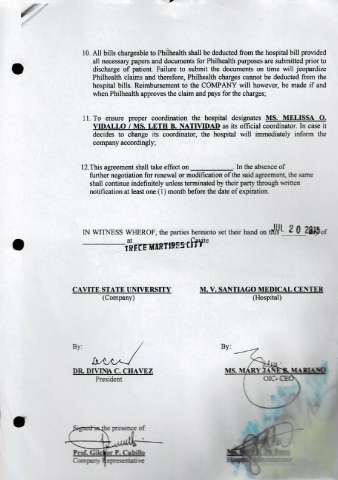 10. All bills chargeable to Philhealth shall be deducted from the hospital bill provided
all necessary papers and documents for Philhealth purposes are submitted prior to
discharge of patient. Failure to submit the documents on time will jeopardize
Philhealth claims and therefore, Philhealth charges cannot be deducted from the
hospital bills. Reimbursement to the COMPANY will however, be made if and
when Philhealth approves the claim and pays for the charges;
11. To ensure proper coordination the hospital designates MS. MELISSA O.
VIDALLO / MS. LETH B. NATIVIDAD as its official coordinator. In case it
decides to change its coordinator, the hospital will immediately inform the
company accordingly;
12. This agreement shall take effect on ____________. In the absence of
further negotiation for renewal or modification of the said agreement, the same
shall continue indefinitely unless terminated by their party through written
notification at least one (1) month before the date of expiration.
IN WITNESS WHEROF, the parties hereunto set their hand on this JUL 20 2015 day of
____________ at TRECE MARTIRES CITY Cavite
CAVITE STATE UNIVERSITY M. V. SANTIAGO MEDICAL CENTER
(Company) (Hospital)
By: By:
DR. DIVINA C. CHAVEZ MS. MARY JANE B. MARIANO
President OIC- CEO
Signed in the presence of:
Prof. P. Cubillo
Company Representative